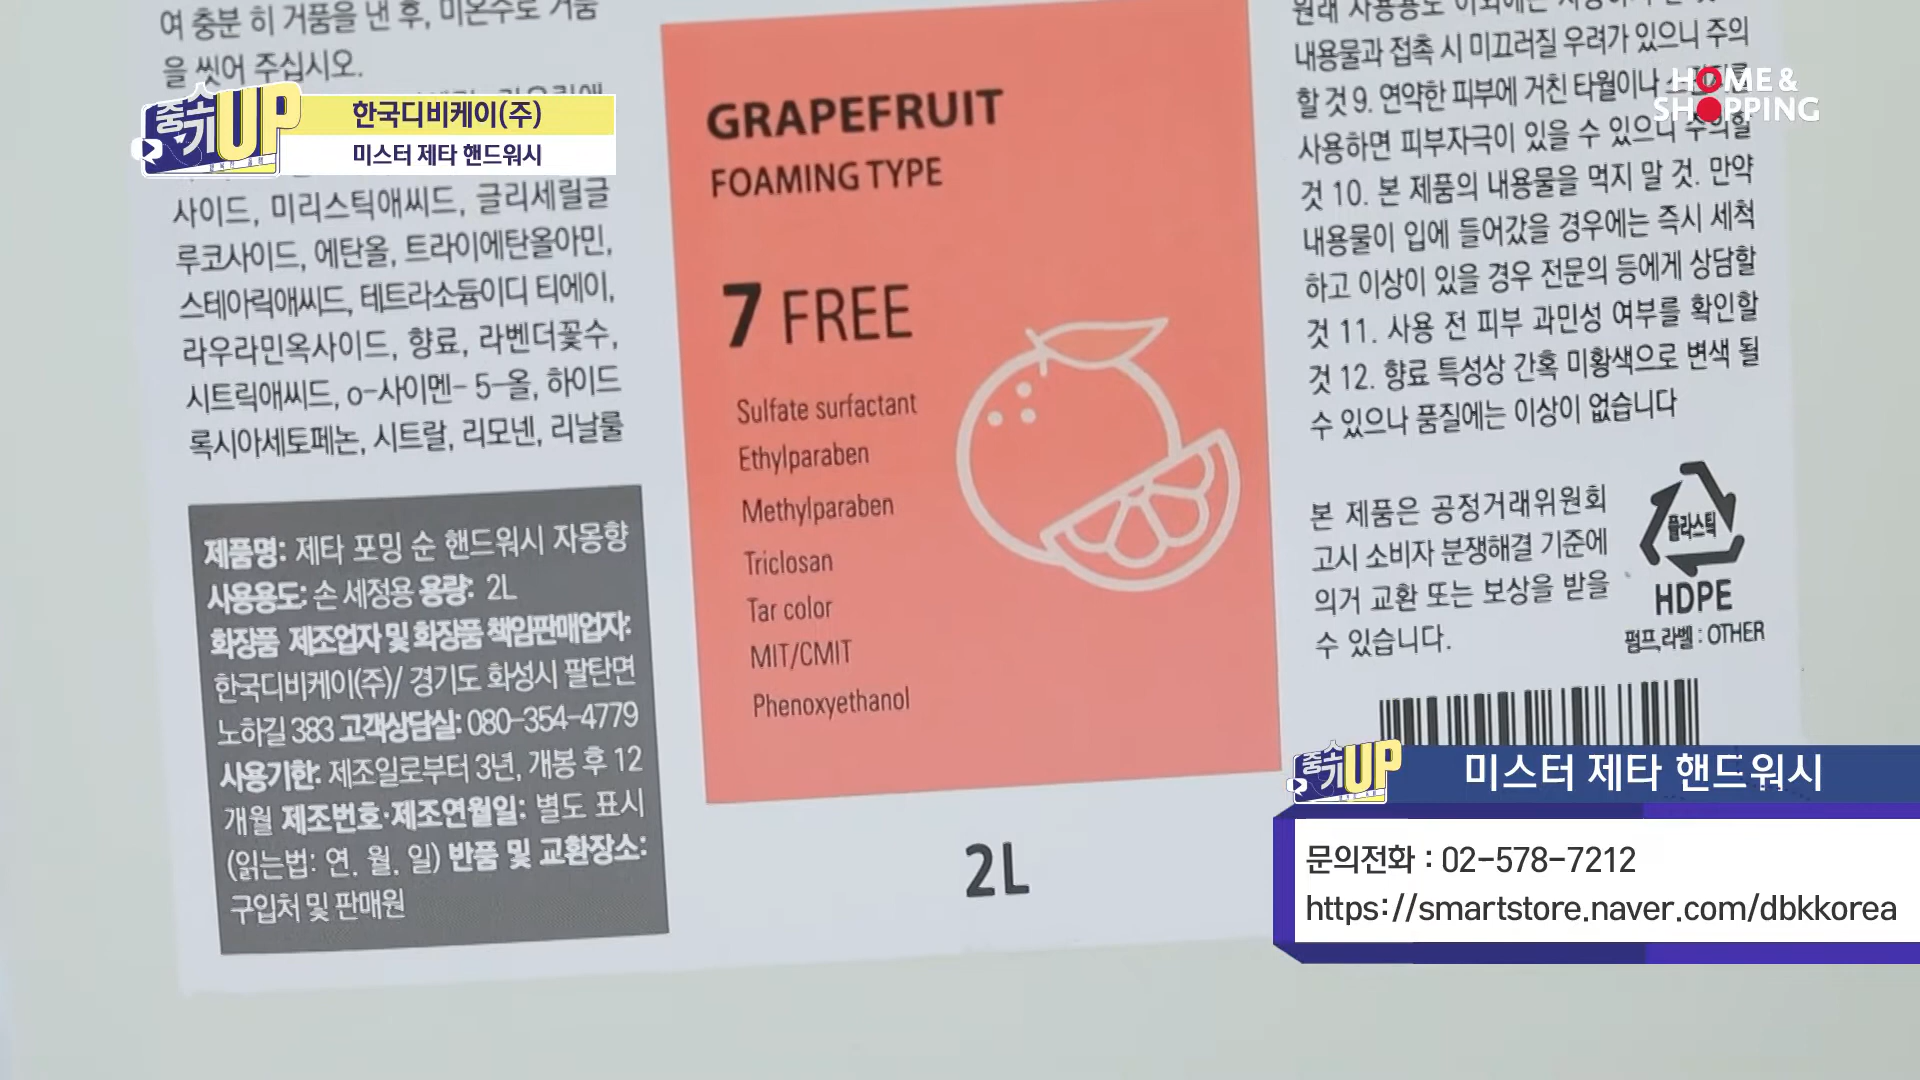 여 충분 히 거품을 낸 후, 미온수로 거품
을 씻어 주십시오.
사이드, 미리스틱애씨드, 글리세릴글
루코사이드, 에탄올, 트라이에탄올아민,
스테아릭애씨드, 테트라소듐이디 티에이,
라우라민옥사이드, 향료, 라벤더꽃수,
시트릭애씨드, o-사이멘- 5-올, 하이드
록시아세토페논, 시트랄, 리모넨, 리날룰
제품명: 제타 포밍 순 핸드워시 자몽향
사용용도: 손 세정용 용량: 2L
화장품 제조업자 및 화장품 책임판매업자:
한국디비케이(주)/ 경기도 화성시 팔탄면
노하길 383 고객상담실: 080-354-4779
사용기한: 제조일로부터 3년, 개봉 후 12
개월 제조번호·제조연월일: 별도 표시
(읽는법: 연. 월. 일) 반품 및 교환장소:
구입처 및 판매원
중소기UP
한국디비케이(주)
미스터 제타 핸드워시
GRAPEFRUIT
FOAMING TYPE
7 FREE
Sulfate surfactant
Ethylparaben
Methylparaben
Triclosan
Tar color
MIT/CMIT
Phenoxyethanol
2L
원래 사용용도 이외에는
내용물과 접촉 시 미끄러질 우려가 있으니 주의
할 것 9. 연약한 피부에 거친 타월이나
사용하면 피부자극이 있을 수 있으니 주의할
것 10. 본 제품의 내용물을 먹지 말 것. 만약
내용물이 입에 들어갔을 경우에는 즉시 세척
하고 이상이 있을 경우 전문의 등에게 상담할
것 11. 사용 전 피부 과민성 여부를 확인할
것 12. 향료 특성상 간혹 미황색으로 변색 될
수 있으나 품질에는 이상이 없습니다
HOME &
SHOPPING
본 제품은 공정거래위원회
고시 소비자 분쟁해결 기준에
의거 교환 또는 보상을 받을
수 있습니다.
플라스틱
HDPE
펌프 라벨 : OTHER
중소기UP
미스터 제타 핸드워시
문의전화 : 02-578-7212
https://smartstore.naver.com/dbkkorea